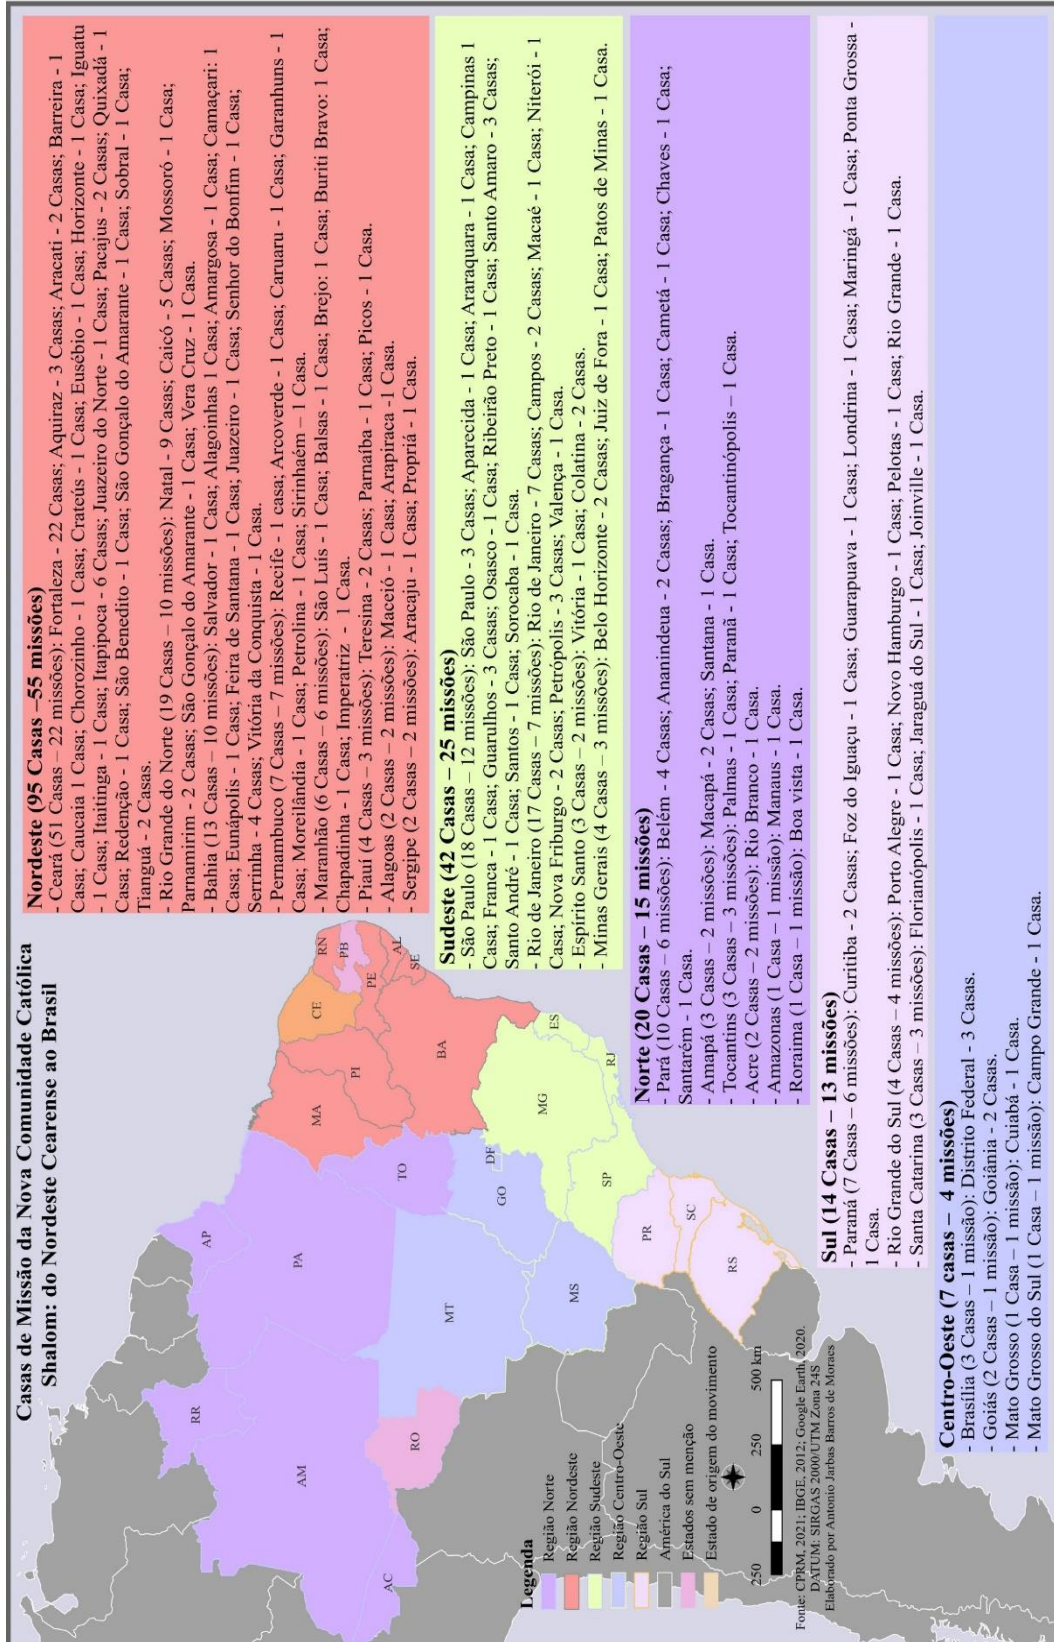 Casas de Missão da Nova Comunidade Católica
Shalom: do Nordeste Cearense ao Brasil
RR
AP
AM
PA
MA
CE
RN
PB
PE
AL
SE
PI
BA
TO
AC
RO
MT
GO
DF
MG
ES
RJ
MS
SP
PR
SC
RS
Legenda
Região Norte
Região Nordeste
Região Sudeste
Região Centro-Oeste
Região Sul
América do Sul
Estados sem menção
Estado de origem do movimento
250 0 250 500 km
Fonte: CPRM, 2021; IBGE, 2012; Google Earth, 2020.
DATUM: SIRGAS 2000/UTM Zona 24S
Elaborado por Antonio Jarbas Barros de Moraes
Nordeste (95 Casas –55 missões)
- Ceará (51 Casas – 22 missões): Fortaleza - 22 Casas; Aquiraz - 3 Casas; Aracati - 2 Casas; Barreira - 1
Casa; Caucaia 1 Casa; Chorozinho - 1 Casa; Crateús - 1 Casa; Eusébio - 1 Casa; Horizonte - 1 Casa; Iguatu
- 1 Casa; Itaitinga - 1 Casa; Itapipoca - 6 Casas; Juazeiro do Norte - 1 Casa; Pacajus - 2 Casas; Quixadá - 1
Casa; Redenção - 1 Casa; São Benedito - 1 Casa; São Gonçalo do Amarante - 1 Casa; Sobral - 1 Casa;
Tianguá - 2 Casas.
- Rio Grande do Norte (19 Casas – 10 missões): Natal - 9 Casas; Caicó - 5 Casas; Mossoró - 1 Casa;
Parnamirim - 2 Casas; São Gonçalo do Amarante - 1 Casa; Vera Cruz - 1 Casa.
- Bahia (13 Casas – 10 missões): Salvador - 1 Casa; Alagoinhas 1 Casa; Amargosa - 1 Casa; Camaçari: 1
Casa; Eunápolis - 1 Casa; Feira de Santana - 1 Casa; Juazeiro - 1 Casa; Senhor do Bonfim - 1 Casa;
Serrinha - 4 Casas; Vitória da Conquista - 1 Casa.
- Pernambuco (7 Casas – 7 missões): Recife - 1 casa; Arcoverde - 1 Casa; Caruaru - 1 Casa; Garanhuns - 1
Casa; Moreilândia - 1 Casa; Petrolina - 1 Casa; Sirinhaém – 1 Casa.
- Maranhão (6 Casas – 6 missões): São Luís - 1 Casa; Balsas - 1 Casa; Brejo: 1 Casa; Buriti Bravo: 1 Casa;
Chapadinha - 1 Casa; Imperatriz - 1 Casa.
- Piauí (4 Casas – 3 missões): Teresina - 2 Casas; Parnaíba - 1 Casa; Picos - 1 Casa.
- Alagoas (2 Casas – 2 missões): Maceió - 1 Casa; Arapiraca -1 Casa.
- Sergipe (2 Casas – 2 missões): Aracaju - 1 Casa; Propriá - 1 Casa.
Sudeste (42 Casas – 25 missões)
- São Paulo (18 Casas – 12 missões): São Paulo - 3 Casa; Aparecida - 1 Casa; Araraquara - 1 Casa; Campinas 1
Casa; Franca - 1 Casa; Guarulhos - 3 Casas; Osasco - 1 Casa; Ribeirão Preto - 1 Casa; Santo Amaro - 3 Casas;
Santo André - 1 Casa; Santos - 1 Casa; Sorocaba - 1 Casa.
- Rio de Janeiro (17 Casas – 7 missões): Rio de Janeiro - 7 Casas; Campos - 2 Casas; Macaé - 1 Casa; Niterói - 1
Casa; Nova Friburgo - 2 Casas; Petrópolis - 3 Casas; Valença - 1 Casa.
- Espírito Santo (3 Casas – 2 missões): Vitória - 1 Casa; Colatina - 2 Casas.
- Minas Gerais (4 Casas – 3 missões): Belo Horizonte - 2 Casas; Juiz de Fora - 1 Casa; Patos de Minas - 1 Casa.
Norte (20 Casas – 15 missões)
- Pará (10 Casas – 6 missões): Belém - 4 Casas; Ananindeua - 2 Casas; Bragança - 1 Casa; Cametá - 1 Casa; Chaves - 1 Casa;
Santarém - 1 Casa.
- Amapá (3 Casas – 2 missões): Macapá - 2 Casas; Santana - 1 Casa.
- Tocantins (3 Casas – 3 missões): Palmas - 1 Casa; Paranã - 1 Casa; Tocantinópolis – 1 Casa.
- Acre (2 Casas – 2 missões): Rio Branco - 1 Casa.
- Amazonas (1 Casa – 1 missão): Manaus - 1 Casa.
- Roraima (1 Casa – 1 missão): Boa vista - 1 Casa.
Sul (14 Casas – 13 missões)
- Paraná (7 Casas – 6 missões): Curitiba - 2 Casas; Foz do Iguaçu - 1 Casa; Guarapuava - 1 Casa; Londrina - 1 Casa; Maringá - 1 Casa; Ponta Grossa -
1 Casa.
- Rio Grande do Sul (4 Casas – 4 missões): Porto Alegre - 1 Casa; Novo Hamburgo - 1 Casa; Pelotas - 1 Casa; Rio Grande - 1 Casa.
- Santa Catarina (3 Casas – 3 missões): Florianópolis - 1 Casa; Jaraguá do Sul - 1 Casa; Joinville - 1 Casa.
Centro-Oeste (7 casas – 4 missões)
- Brasília (3 Casas – 1 missão): Distrito Federal - 3 Casas.
- Goiás (2 Casas – 1 missão): Goiânia - 2 Casas.
- Mato Grosso (1 Casa – 1 missão): Cuiabá - 1 Casa.
- Mato Grosso do Sul (1 Casa – 1 missão): Campo Grande - 1 Casa.